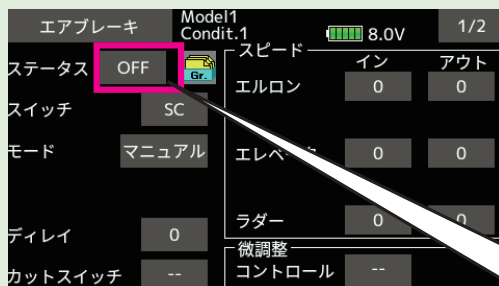 エアブレーキ
Model1
Condit.1
8.0V
1/2
ステータス
OFF
Gr.
スイッチ
SC
モード
マニュアル
ディレイ
0
カットスイッチ
--
スピード
イン
アウト
エルロン
0
0
0
0
ラダー
0
0
微調整
コントロール
--